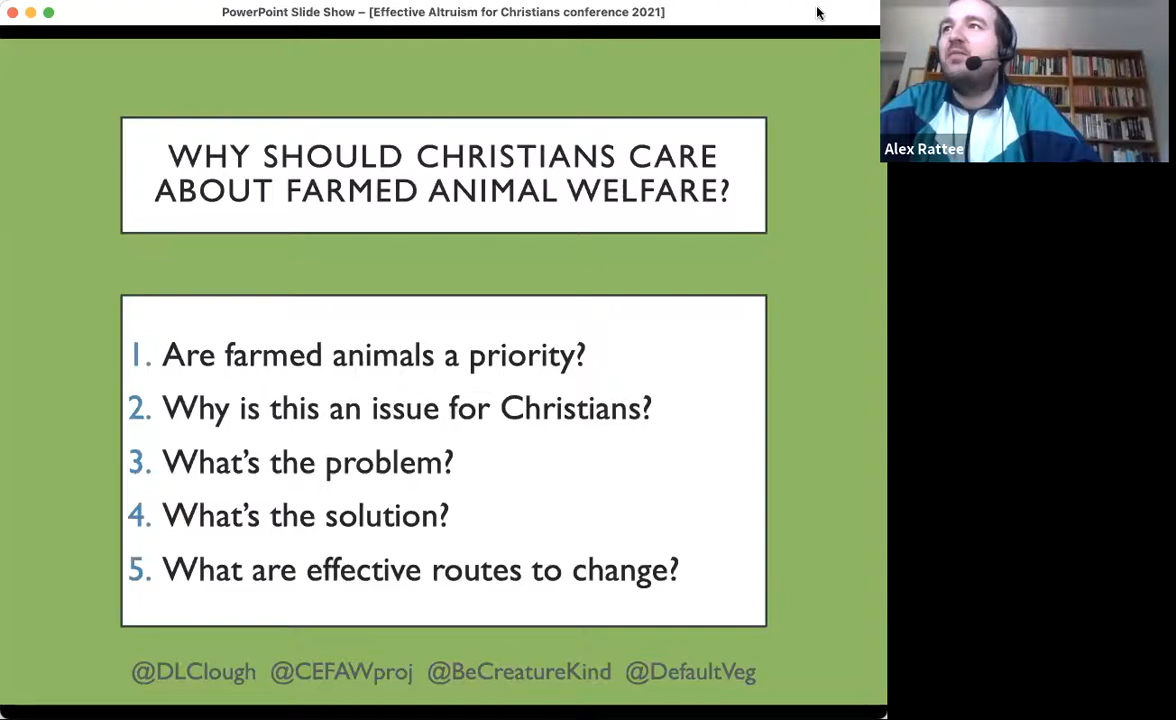 PowerPoint Slide Show – [Effective Altruism for Christians conference 2021]
Alex Rattee
WHY SHOULD CHRISTIANS CARE
ABOUT FARMED ANIMAL WELFARE?
1. Are farmed animals a priority?
2. Why is this an issue for Christians?
3. What's the problem?
4. What's the solution?
5. What are effective routes to change?
@DLClough @CEFAWproj @BeCreatureKind @DefaultVeg